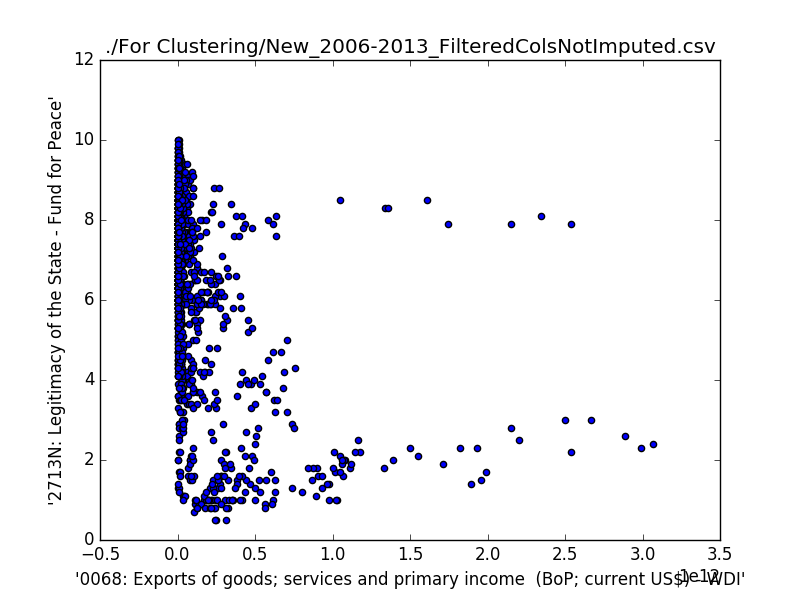 ./For Clustering/New_2006-2013_FilteredColsNotImputed.csv
12
10
8
6
4
2
0
'2713N: Legitimacy of the State - Fund for Peace'
−0.5 0.0 0.5 1.0 1.5 2.0 2.5 3.0 3.5
1e12
'0068: Exports of goods; services and primary income  (BoP; current US$) - WDI'